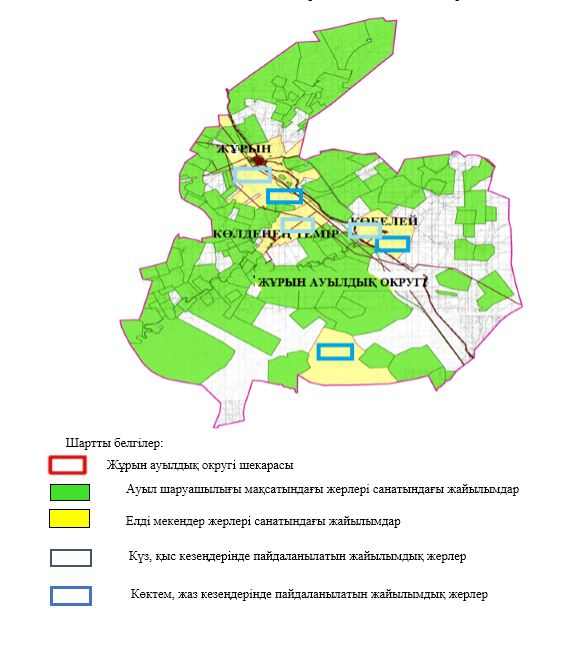 ЖҰРЫН
КӨБЕЛЕЙ
КӨЛДЕНЕҢ ТЕМІР
ЖҰРЫН АУЫЛДЫҚ ОКРУГІ
Шартты белгілер:
Жұрын ауылдық округі шекарасы
Ауыл шаруашылығы мақсатындағы жерлері санатындағы жайылымдар
Елді мекендер жерлері санатындағы жайылымдар
Күз, қыс кезеңдерінде пайдаланылатын жайылымдық жерлер
Көктем, жаз кезеңдерінде пайдаланылатын жайылымдық жерлер